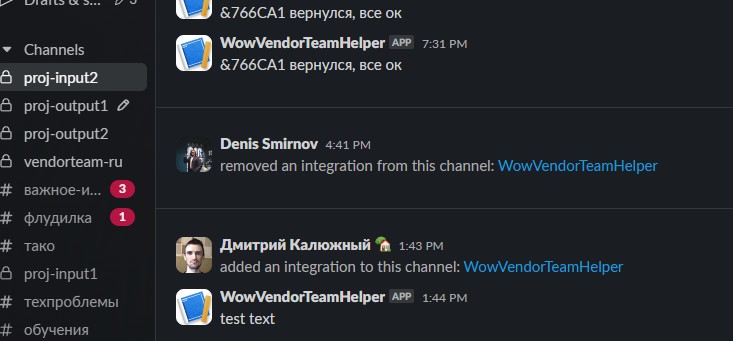 Drafts & s... 3
Channels
proj-input2
proj-output1
proj-output2
vendorteam-ru
важное-и... 3
флудилка 1
тако
proj-input1
техпроблемы
обучения
&766CA1 вернулся, все ок
WowVendorTeamHelper APP 7:31 PM
&766CA1 вернулся, все ок
Denis Smirnov 4:41 PM
removed an integration from this channel: WowVendorTeamHelper
Дмитрий Калюжный 1:43 PM
added an integration to this channel: WowVendorTeamHelper
WowVendorTeamHelper APP 1:44 PM
test text